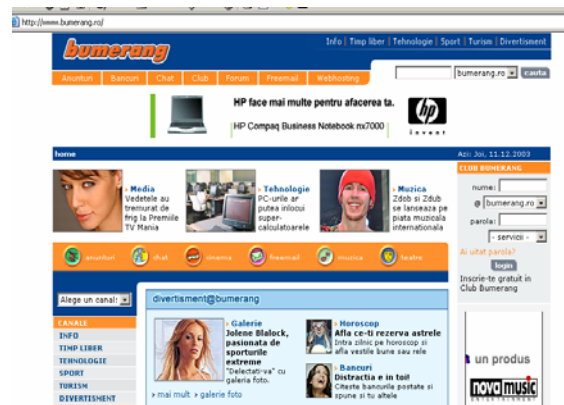 http://www.bumerang.ro/
bumerang
Info | Timp liber | Tehnologie | Sport | Turism | Divertisment
Anunturi | Bancuri | Chat | Club | Forum | Freemail | Webhosting
bumerang.ro cauta
HP face mai multe pentru afacerea ta.
HP Compaq Business Notebook nx7000
hp
invent
home
Azi: Joi, 11.12.2003
Media
Vedetele au
tremurat de
frig la Premiile
TV Mania
Tehnologie
PC-urile ar
putea inlocui
super-
calculatoarele
Muzica
Zdob si Zdub
se lanseaza pe
piata muzicala
internationala
CLUB BUMERANG
nume:
@ bumerang.ro
parola:
- servicii -
Ai uitat parola?
login
Inscrie-te gratuit in
Club Bumerang
anunturi chat cinema freemail muzica teatre
Alege un canal:
CANALE
INFO
TIMP LIBER
TEHNOLOGIE
SPORT
TURISM
DIVERTISMENT
divertisment@bumerang
Galerie
Jolene Blalock,
pasionata de
sporturile
extreme
"Delectati-va" cu
galeria foto.
mai mult galerie foto
Horoscop
Afla ce-ti rezerva astrele
Intra zilnic pe horoscop si
afla vestile bune sau rele
Bancuri
Distractia e in toi!
Citeste bancurile postate si
spune si tu altele
un produs
nova music